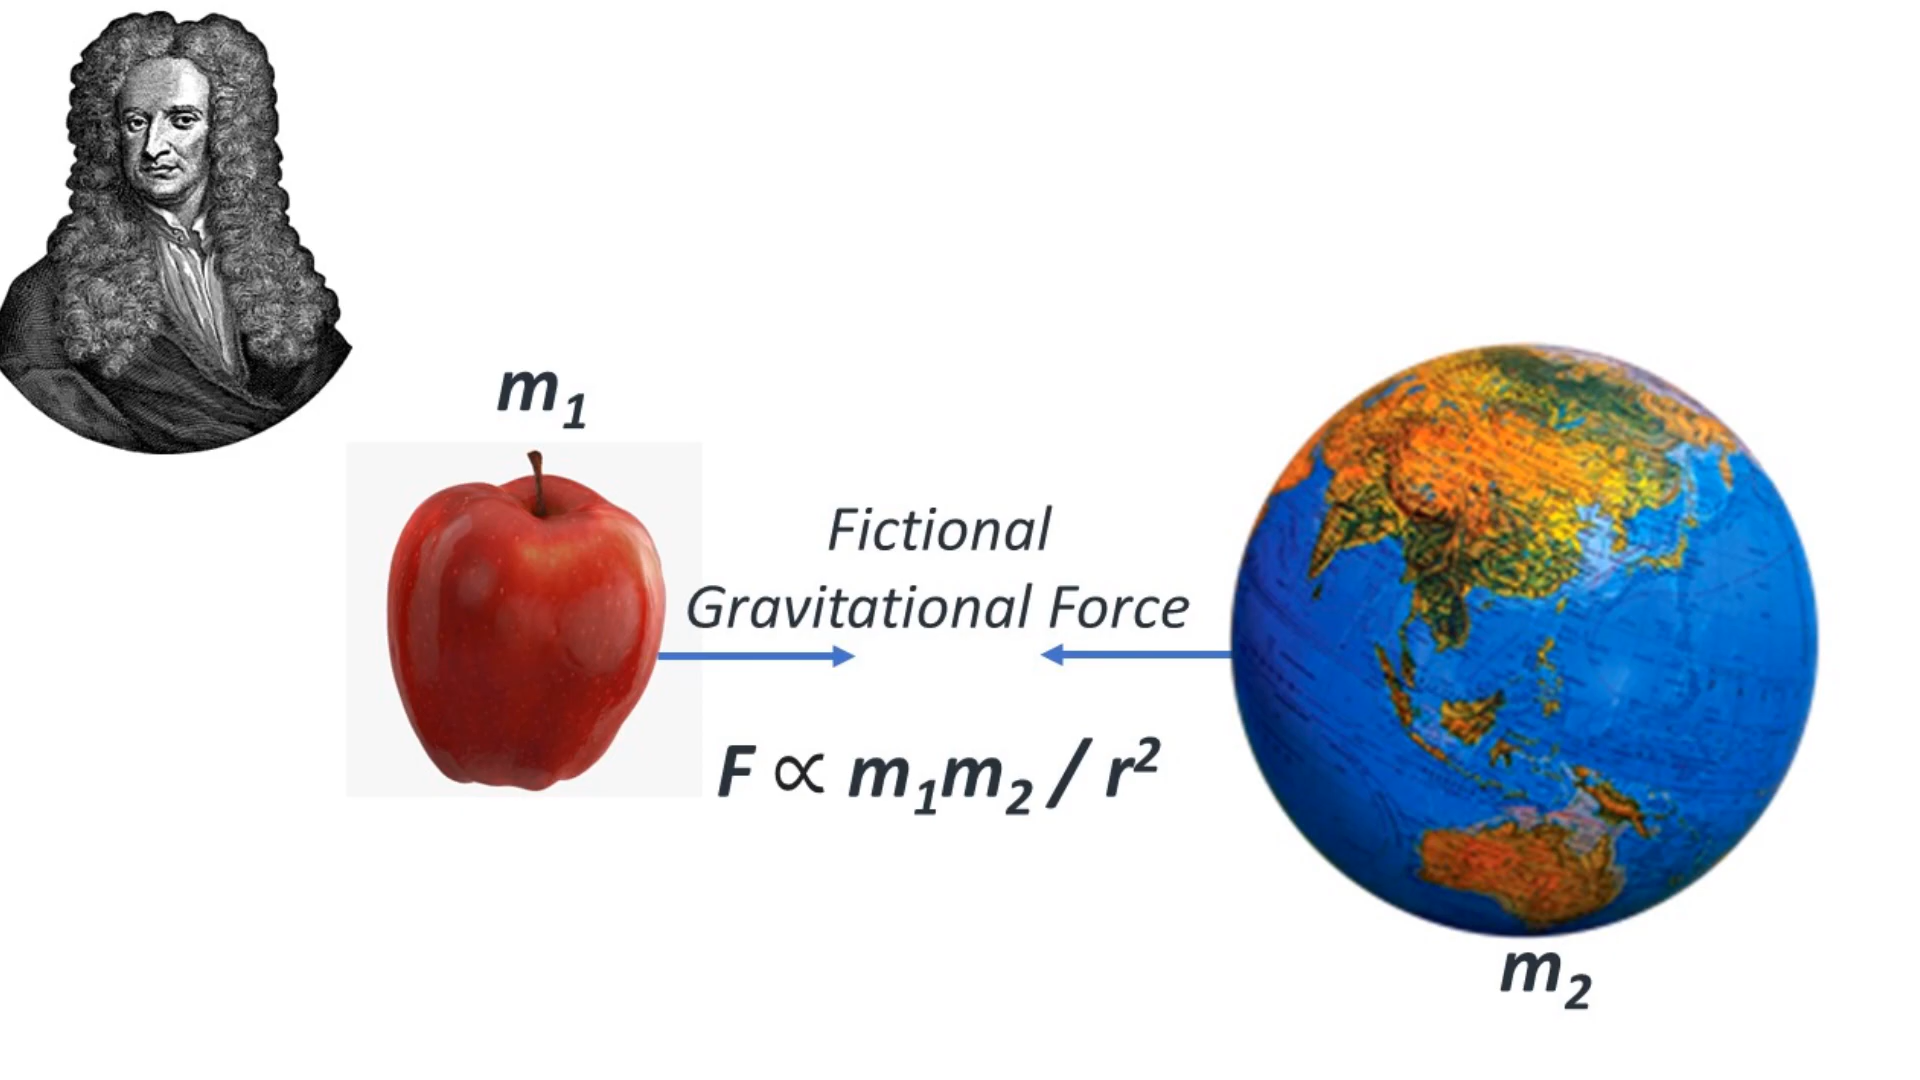 m₁
Fictional
Gravitational Force
F ∝ m₁m₂ / r²
m₂